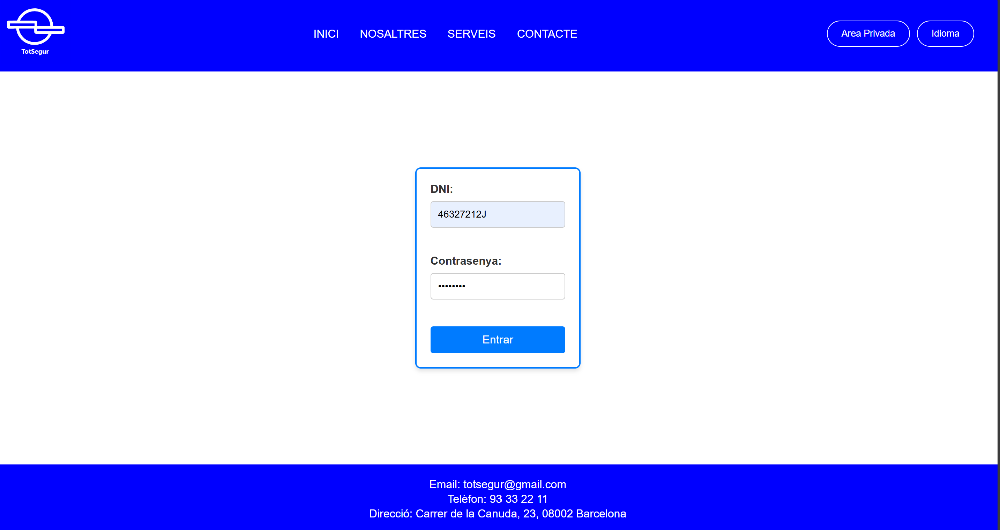 TotSegur
INICI NOSALTRES SERVEIS CONTACTE
Area Privada Idioma
DNI:
46327212J
Contrasenya:
••••••••
Entrar
Email: totsegur@gmail.com
Telèfon: 93 33 22 11
Direcció: Carrer de la Canuda, 23, 08002 Barcelona